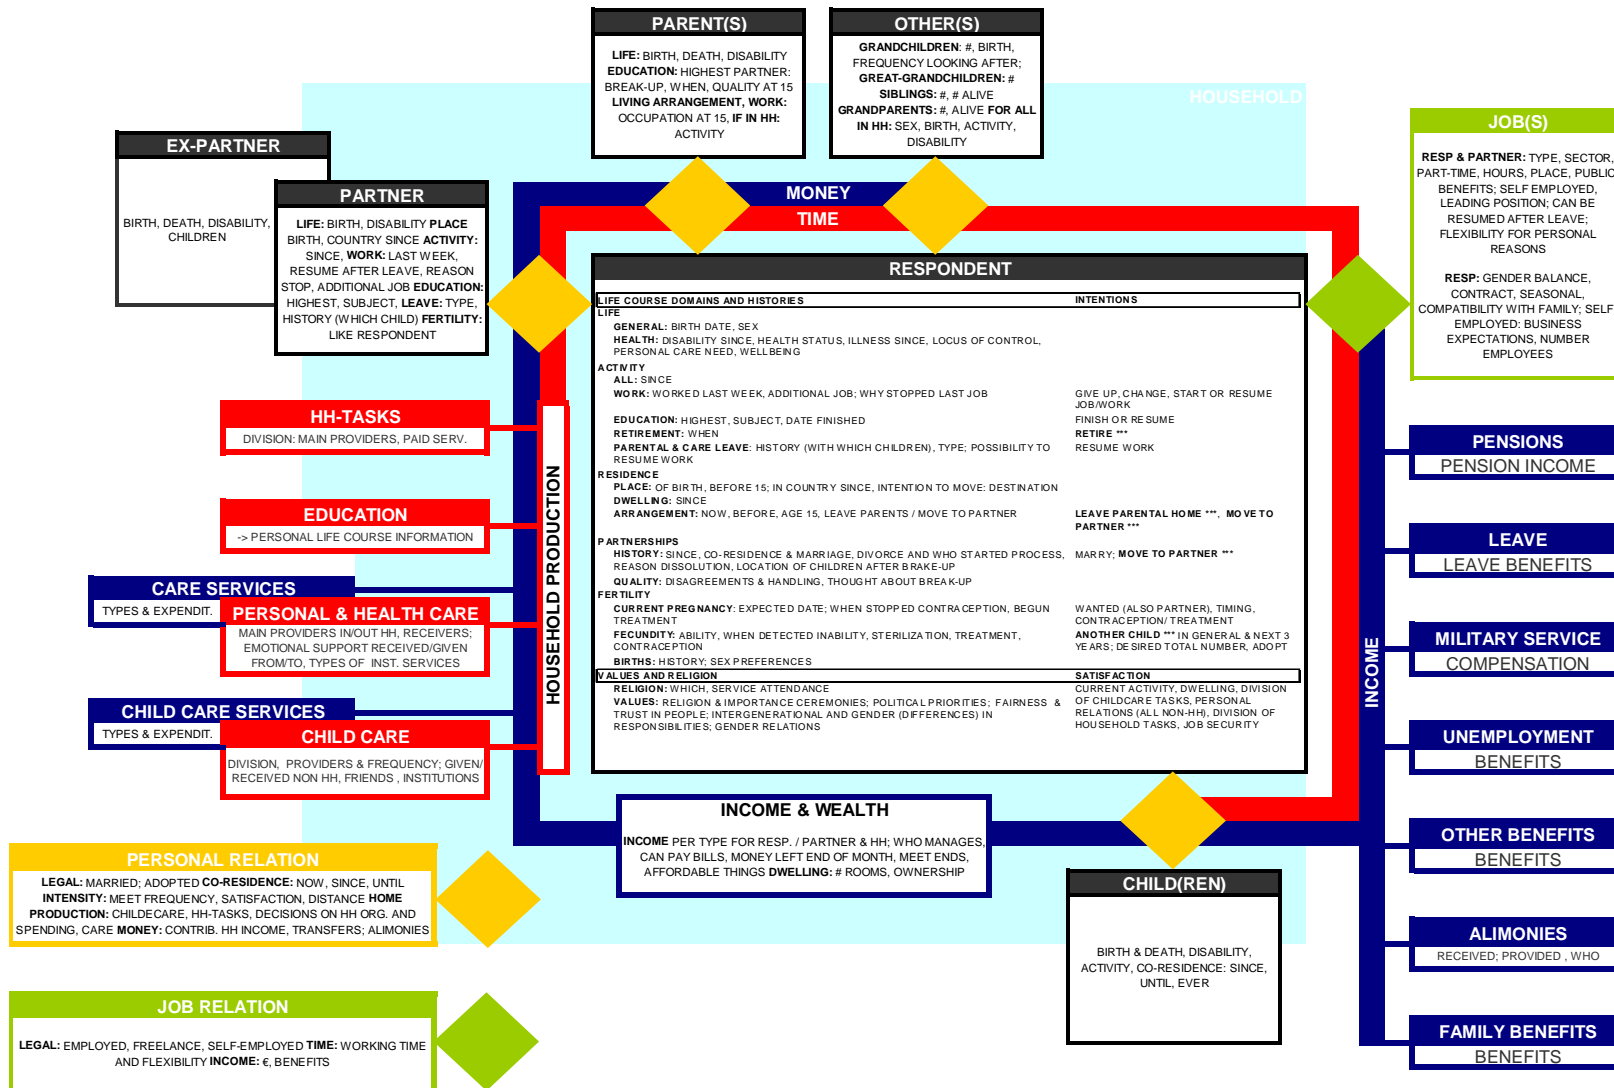 PARENT(S)
LIFE: BIRTH, DEATH, DISABILITY
EDUCATION: HIGHEST PARTNER:
BREAK-UP, WHEN, QUALITY AT 15
LIVING ARRANGEMENT, WORK:
OCCUPATION AT 15, IF IN HH:
ACTIVITY
OTHER(S)
GRANDCHILDREN: #, BIRTH,
FREQUENCY LOOKING AFTER;
GREAT-GRANDCHILDREN: #
SIBLINGS: #, # ALIVE
GRANDPARENTS: #, ALIVE FOR ALL
IN HH: SEX, BIRTH, ACTIVITY,
DISABILITY
HOUSEHOLD
EX-PARTNER
BIRTH, DEATH, DISABILITY,
CHILDREN
PARTNER
LIFE: BIRTH, DISABILITY PLACE
BIRTH, COUNTRY SINCE ACTIVITY:
SINCE, WORK: LAST WEEK,
RESUME AFTER LEAVE, REASON
STOP, ADDITIONAL JOB EDUCATION:
HIGHEST, SUBJECT, LEAVE: TYPE,
HISTORY (WHICH CHILD) FERTILITY:
LIKE RESPONDENT
MONEY
TIME
JOB(S)
RESP & PARTNER: TYPE, SECTOR,
PART-TIME, HOURS, PLACE, PUBLIC
BENEFITS; SELF EMPLOYED,
LEADING POSITION; CAN BE
RESUMED AFTER LEAVE;
FLEXIBILITY FOR PERSONAL
REASONS
RESP: GENDER BALANCE,
CONTRACT, SEASONAL,
COMPATIBILITY WITH FAMILY; SELF
EMPLOYED: BUSINESS
EXPECTATIONS, NUMBER
EMPLOYEES
RESPONDENT
LIFE COURSE DOMAINS AND HISTORIES INTENTIONS
LIFE
GENERAL: BIRTH DATE, SEX
HEALTH: DISABILITY SINCE, HEALTH STATUS, ILLNESS SINCE, LOCUS OF CONTROL,
PERSONAL CARE NEED, WELLBEING
ACTIVITY
ALL: SINCE
WORK: WORKED LAST WEEK, ADDITIONAL JOB; WHY STOPPED LAST JOB GIVE UP, CHANGE, START OR RESUME
JOB/WORK
EDUCATION: HIGHEST, SUBJECT, DATE FINISHED FINISH OR RESUME
RETIREMENT: WHEN RETIRE ***
PARENTAL & CARE LEAVE: HISTORY (WITH WHICH CHILDREN), TYPE; POSSIBILITY TO RESUME WORK
RESUME WORK
RESIDENCE
PLACE: OF BIRTH, BEFORE 15; IN COUNTRY SINCE, INTENTION TO MOVE: DESTINATION
DWELLING: SINCE
ARRANGEMENT: NOW, BEFORE, AGE 15, LEAVE PARENTS / MOVE TO PARTNER LEAVE PARENTAL HOME ***, MOVE TO
PARTNER ***
PARTNERSHIPS
HISTORY: SINCE, CO-RESIDENCE & MARRIAGE, DIVORCE AND WHO STARTED PROCESS, MARRY; MOVE TO PARTNER ***
REASON DISSOLUTION, LOCATION OF CHILDREN AFTER BRAKE-UP
QUALITY: DISAGREEMENTS & HANDLING, THOUGHT ABOUT BREAK-UP
FERTILITY
CURRENT PREGNANCY: EXPECTED DATE; WHEN STOPPED CONTRACEPTION, BEGUN WANTED (ALSO PARTNER), TIMING,
TREATMENT CONTRACEPTION/ TREATMENT
FECUNDITY: ABILITY, WHEN DETECTED INABILITY, STERILIZATION, TREATMENT, ANOTHER CHILD *** IN GENERAL & NEXT 3
CONTRACEPTION YEARS; DESIRED TOTAL NUMBER, ADOPT
BIRTHS: HISTORY; SEX PREFERENCES
VALUES AND RELIGION SATISFACTION
RELIGION: WHICH, SERVICE ATTENDANCE CURRENT ACTIVITY, DWELLING, DIVISION
VALUES: RELIGION & IMPORTANCE CEREMONIES; POLITICAL PRIORITIES; FAIRNESS & OF CHILDCARE TASKS, PERSONAL
TRUST IN PEOPLE; INTERGENERATIONAL AND GENDER (DIFFERENCES) IN RELATIONS (ALL NON-HH), DIVISION OF
RESPONSIBILITIES; GENDER RELATIONS HOUSEHOLD TASKS, JOB SECURITY
HH-TASKS
DIVISION: MAIN PROVIDERS, PAID SERV.
EDUCATION
-> PERSONAL LIFE COURSE INFORMATION
CARE SERVICES
TYPES & EXPENDIT.
PERSONAL & HEALTH CARE
MAIN PROVIDERS IN/OUT HH, RECEIVERS;
EMOTIONAL SUPPORT RECEIVED/GIVEN
FROM/TO, TYPES OF INST. SERVICES
CHILD CARE SERVICES
TYPES & EXPENDIT.
CHILD CARE
DIVISION, PROVIDERS & FREQUENCY; GIVEN/
RECEIVED NON HH, FRIENDS , INSTITUTIONS
HOUSEHOLD PRODUCTION
INCOME
PENSIONS
PENSION INCOME
LEAVE
LEAVE BENEFITS
MILITARY SERVICE
COMPENSATION
UNEMPLOYMENT
BENEFITS
OTHER BENEFITS
BENEFITS
ALIMONIES
RECEIVED; PROVIDED , WHO
FAMILY BENEFITS
BENEFITS
INCOME & WEALTH
INCOME PER TYPE FOR RESP. / PARTNER & HH; WHO MANAGES,
CAN PAY BILLS, MONEY LEFT END OF MONTH, MEET ENDS,
AFFORDABLE THINGS DWELLING: # ROOMS, OWNERSHIP
CHILD(REN)
BIRTH & DEATH, DISABILITY,
ACTIVITY, CO-RESIDENCE: SINCE,
UNTIL, EVER
PERSONAL RELATION
LEGAL: MARRIED; ADOPTED CO-RESIDENCE: NOW, SINCE, UNTIL
INTENSITY: MEET FREQUENCY, SATISFACTION, DISTANCE HOME
PRODUCTION: CHILDECARE, HH-TASKS, DECISIONS ON HH ORG. AND
SPENDING, CARE MONEY: CONTRIB. HH INCOME, TRANSFERS; ALIMONIES
JOB RELATION
LEGAL: EMPLOYED, FREELANCE, SELF-EMPLOYED TIME: WORKING TIME
AND FLEXIBILITY INCOME: €, BENEFITS